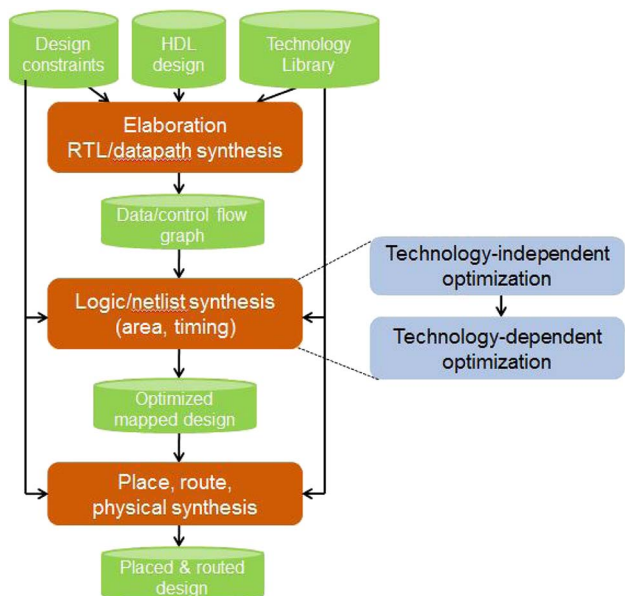 Design
constraints
HDL
design
Technology
Library
Elaboration
RTL/datapath synthesis
Data/control flow
graph
Logic/netlist synthesis
(area, timing)
Technology-independent
optimization
Technology-dependent
optimization
Optimized
mapped design
Place, route,
physical synthesis
Placed & routed
design